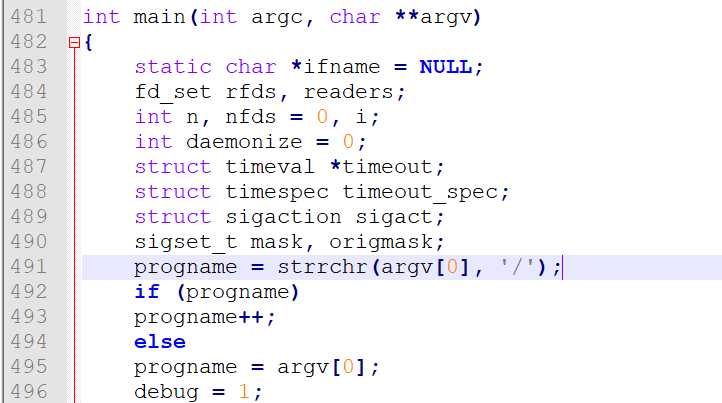 481 int main(int argc, char **argv)
482 {
483 static char *ifname = NULL;
484 fd_set rfds, readers;
485 int n, nfds = 0, i;
486 int daemonize = 0;
487 struct timeval *timeout;
488 struct timespec timeout_spec;
489 struct sigaction sigact;
490 sigset_t mask, origmask;
491 progname = strrchr(argv[0], '/');
492 if (progname)
493 progname++;
494 else
495 progname = argv[0];
496 debug = 1;